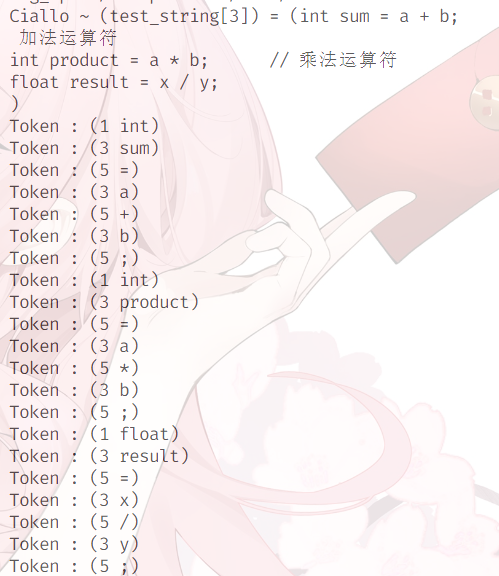 Ciallo ~ (test_string[3]) = (int sum = a + b;
加法运算符
int product = a * b;      // 乘法运算符
float result = x / y;
)
Token : (1 int)
Token : (3 sum)
Token : (5 =)
Token : (3 a)
Token : (5 +)
Token : (3 b)
Token : (5 ;)
Token : (1 int)
Token : (3 product)
Token : (5 =)
Token : (3 a)
Token : (5 *)
Token : (3 b)
Token : (5 ;)
Token : (1 float)
Token : (3 result)
Token : (5 =)
Token : (3 x)
Token : (5 /)
Token : (3 y)
Token : (5 ;)